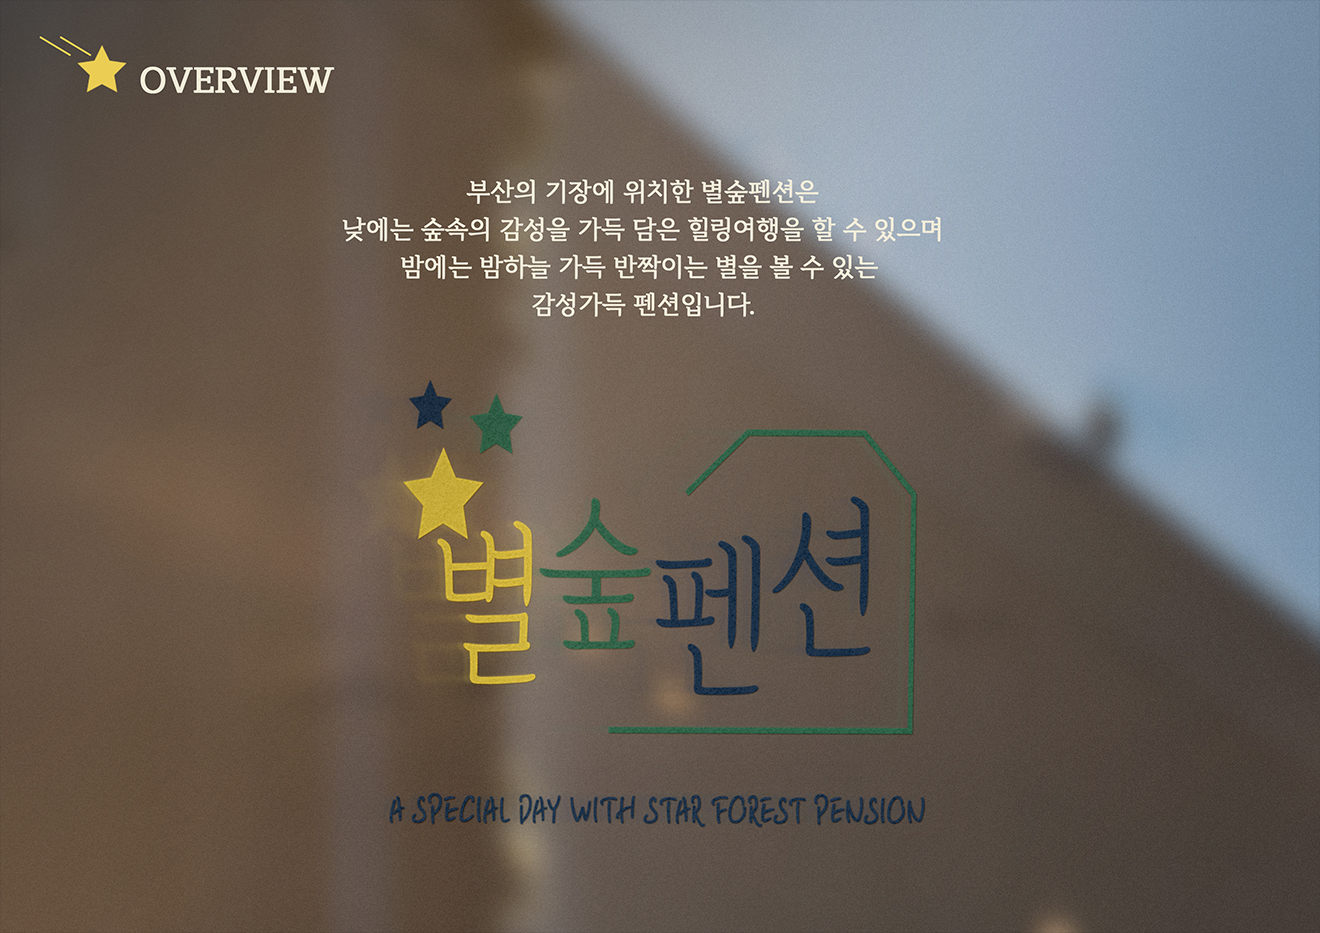 OVERVIEW
부산의 기장에 위치한 별숲펜션은
낮에는 숲속의 감성을 가득 담은 힐링여행을 할 수 있으며
밤에는 밤하늘 가득 반짝이는 별을 볼 수 있는
감성가득 펜션입니다.
별숲펜션
A SPECIAL DAY WITH STAR FOREST PENSION